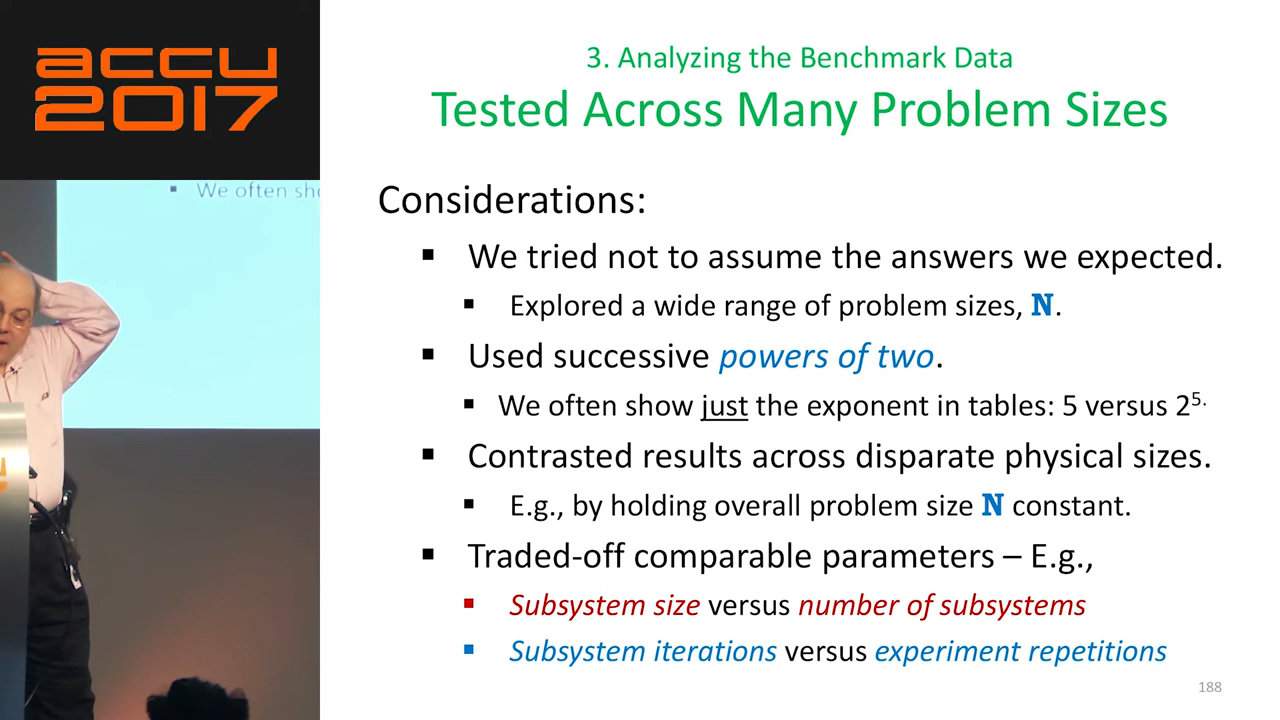 accu
2017
We often sho
3. Analyzing the Benchmark Data
Tested Across Many Problem Sizes
Considerations:
▪ We tried not to assume the answers we expected.
▪ Explored a wide range of problem sizes, N.
▪ Used successive powers of two.
▪ We often show just the exponent in tables: 5 versus 2⁵·
▪ Contrasted results across disparate physical sizes.
▪ E.g., by holding overall problem size N constant.
▪ Traded-off comparable parameters – E.g.,
▪ Subsystem size versus number of subsystems
▪ Subsystem iterations versus experiment repetitions
188